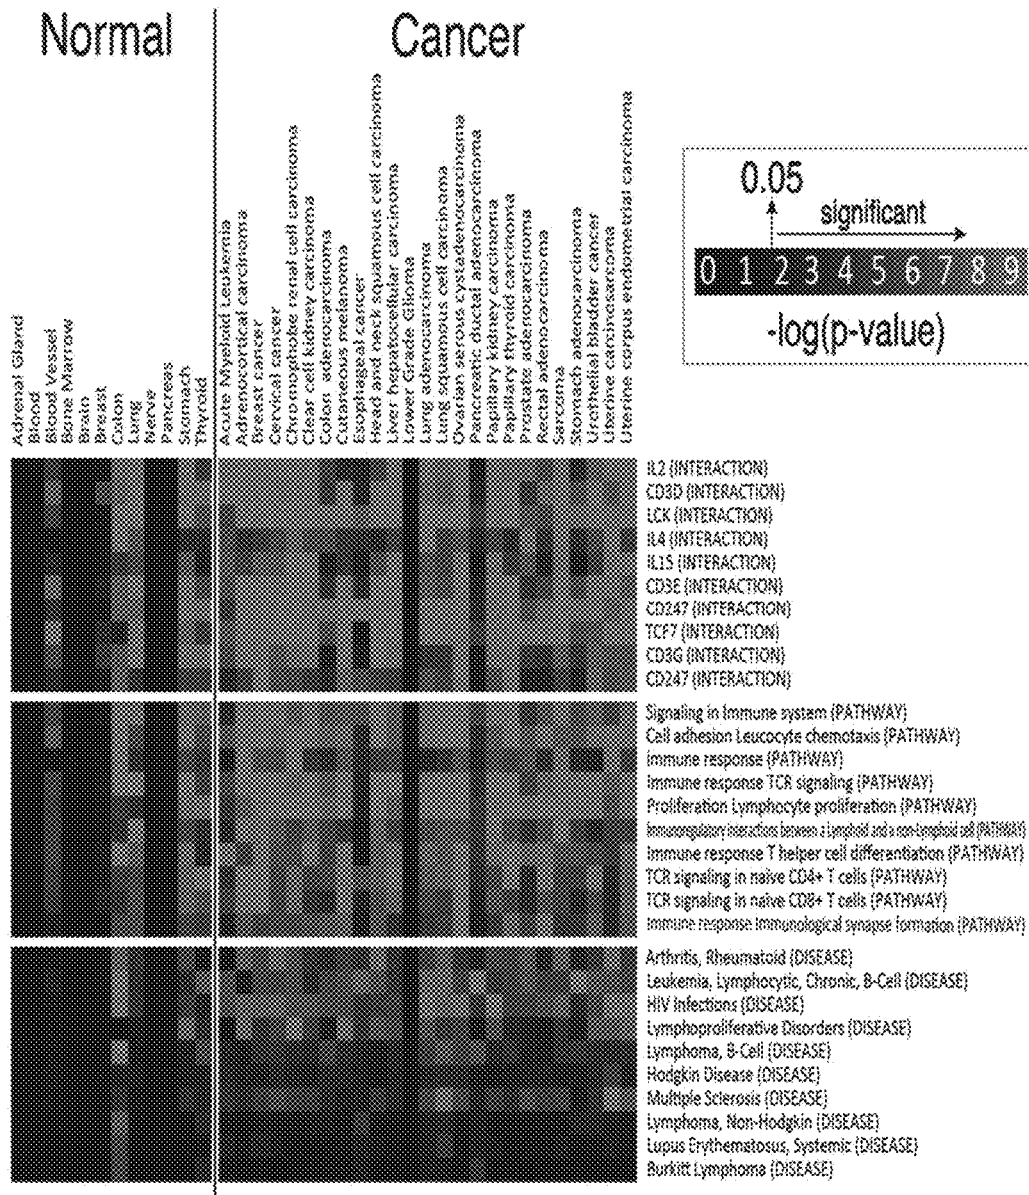 Normal
Cancer
Adrenal Gland
Blood
Blood Vessel
Bone Marrow
Brain
Breast
Colon
Lung
Nerve
Pancreas
Stomach
Thyroid
Acute Myeloid Leukemia
Adrenocortical carcinoma
Breast cancer
Cervical cancer
Chromophobe renal cell carcinoma
Clear cell kidney carcinoma
Colon adenocarcinoma
Cutaneous melanoma
Esophageal cancer
Head and neck squamous cell carcinoma
Liver hepatocellular carcinoma
Lower Grade Glioma
Lung adenoarcinoma
Lung squamous cell carcinoma
Ovarian serous cystadenocarcinoma
Pancreatic ductal adenocarcinoma
Papillary kidney carcinoma
Papillary thyroid carcinoma
Prostate adenocarcinoma
Rectal adenocarcinoma
Sarcoma
Stomach adenocarcinoma
Urothelial bladder cancer
Uterine carcinosarcoma
Uterine corpus endometrial carcinoma
0.05
significant
0 1 2 3 4 5 6 7 8 9
-log(p-value)
IL2 (INTERACTION)
CD3D (INTERACTION)
LCK (INTERACTION)
IL4 (INTERACTION)
IL15 (INTERACTION)
CD3E (INTERACTION)
CD247 (INTERACTION)
TCF7 (INTERACTION)
CD3G (INTERACTION)
CD247 (INTERACTION)
Signaling in Immune system (PATHWAY)
Cell adhesion Leucocyte chemotaxis (PATHWAY)
Immune response (PATHWAY)
Immune response TCR signaling (PATHWAY)
Proliferation Lymphocyte proliferation (PATHWAY)
Immunoregulatory interactions between a Lymphoid and a non-Lymphoid cell (PATHWAY)
Immune response T helper cell differentiation (PATHWAY)
TCR signaling in naive CD4+ T cells (PATHWAY)
TCR signaling in naive CD8+ T cells (PATHWAY)
Immune response Immunological synapse formation (PATHWAY)
Arthritis, Rheumatoid (DISEASE)
Leukemia, Lymphocytic, Chronic, B-Cell (DISEASE)
HIV Infections (DISEASE)
Lymphoproliferative Disorders (DISEASE)
Lymphoma, B-Cell (DISEASE)
Hodgkin Disease (DISEASE)
Multiple Sclerosis (DISEASE)
Lymphoma, Non-Hodgkin (DISEASE)
Lupus Erythematosus, Systemic (DISEASE)
Burkitt Lymphoma (DISEASE)